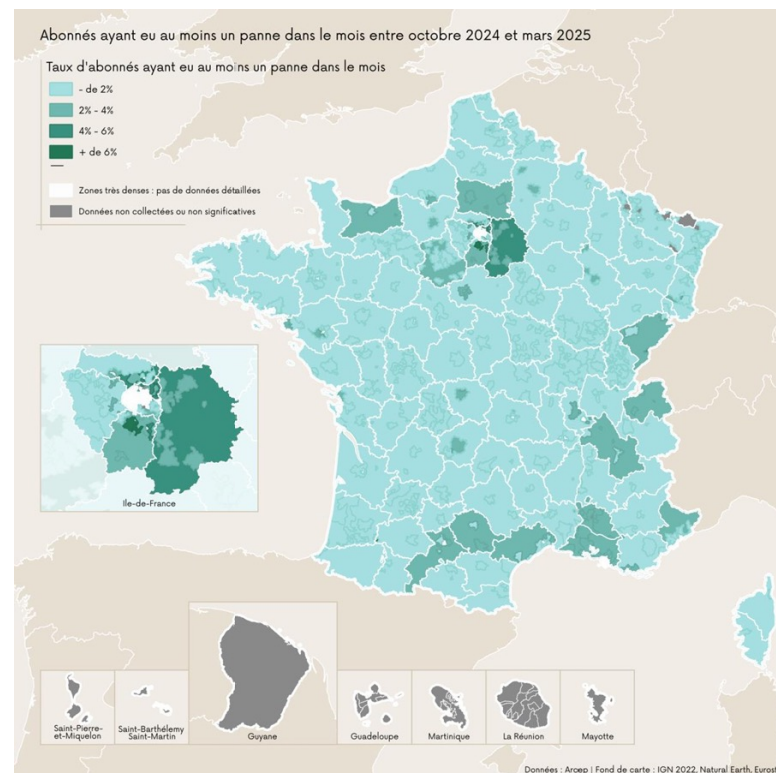 Abonnés ayant eu au moins un panne dans le mois entre octobre 2024 et mars 2025
Taux d'abonnés ayant eu au moins un panne dans le mois
- de 2%
2% - 4%
4% - 6%
+ de 6%
Zones très denses : pas de données détaillées
Données non collectées ou non significatives
Ile-de-France
Saint-Pierre-
et-Miquelon
Saint-Barthélemy
Saint-Martin
Guyane
Guadeloupe
Martinique
La Réunion
Mayotte
Données : Arcep | Fond de carte : IGN 2022, Natural Earth, Eurost